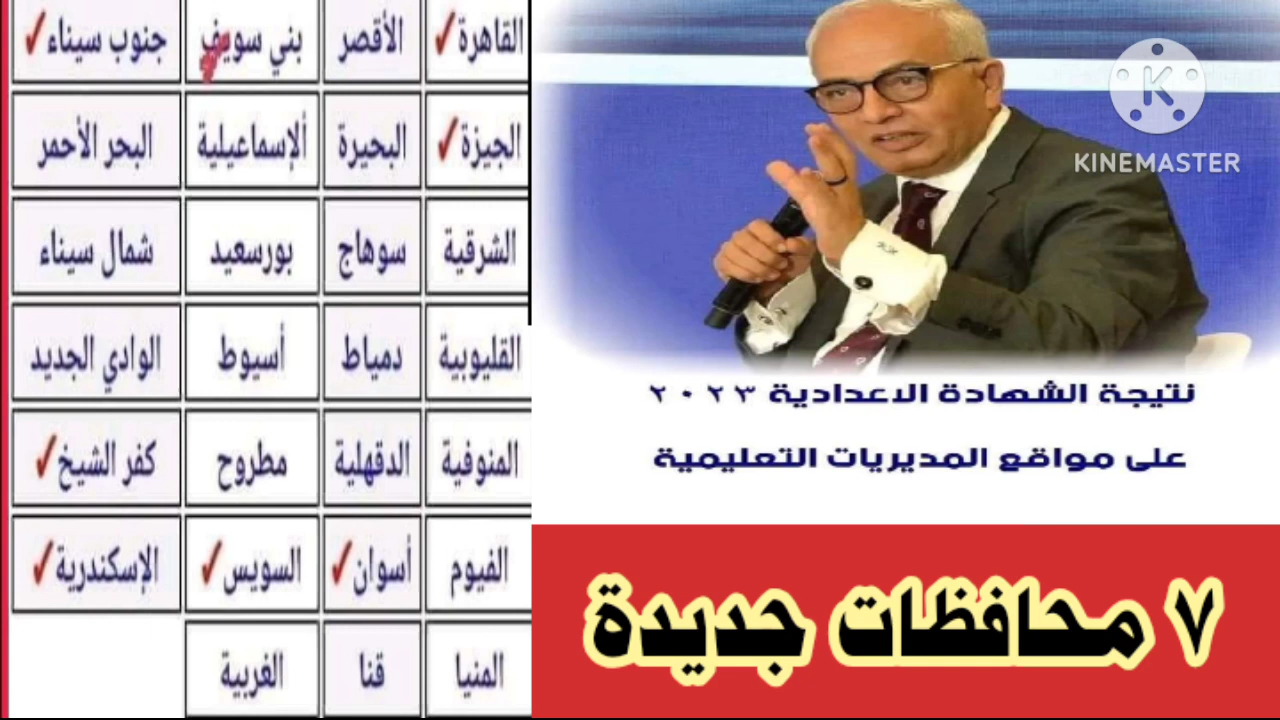 القاهرة ✓ الأقصر بني سويف جنوب سيناء ✓
الجيزة ✓ البحيرة ألإسماعيلية البحر الأحمر
الشرقية سوهاج بورسعيد شمال سيناء
القليوبية دمياط أسيوط الوادي الجديد
المنوفية الدقهلية مطروح كفر الشيخ ✓
الفيوم أسوان ✓ السويس ✓ الإسكندرية ✓
المنيا قنا الغربية
K
KINEMASTER
نتيجة الشهادة الاعدادية ٢٠٢٣
على مواقع المديريات التعليمية
٧ محافظات جديدة